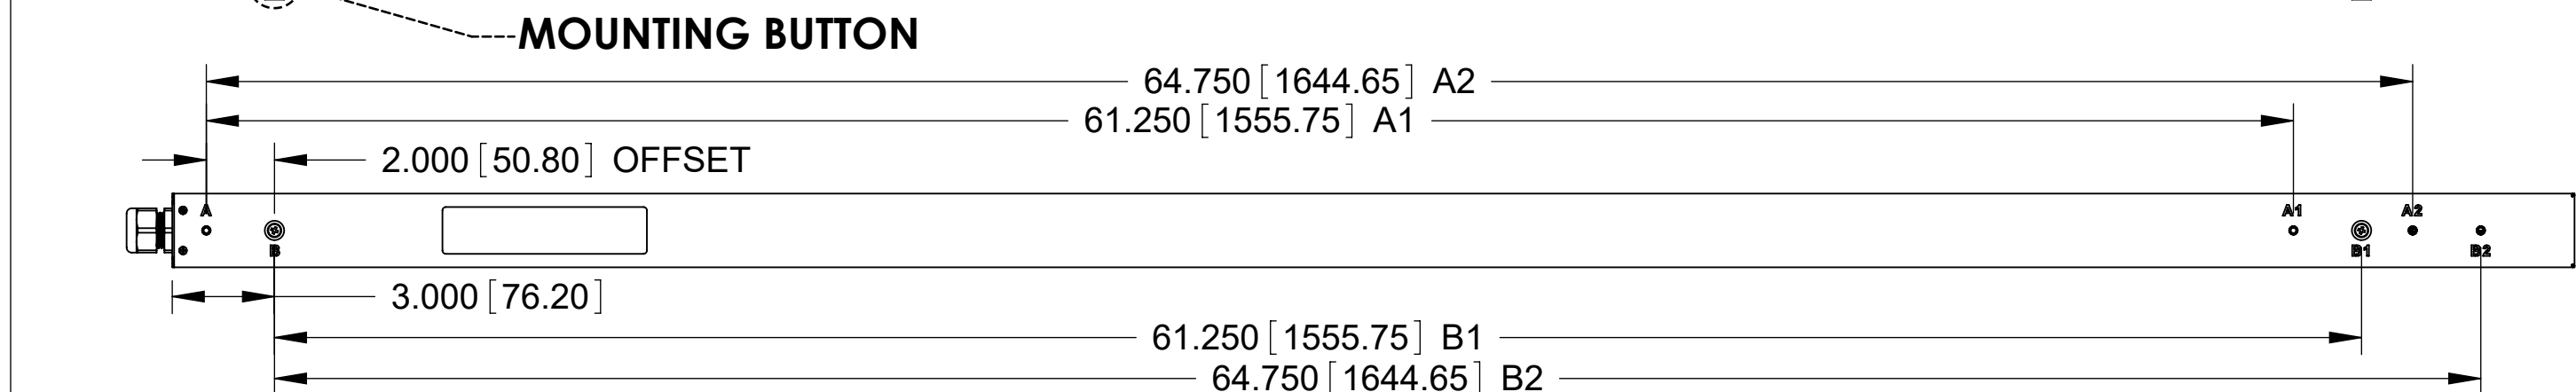 MOUNTING BUTTON
64.750 [1644.65] A2
61.250 [1555.75] A1
2.000 [50.80] OFFSET
A A1 A2
B B1 B2
3.000 [76.20]
61.250 [1555.75] B1
64.750 [1644.65] B2